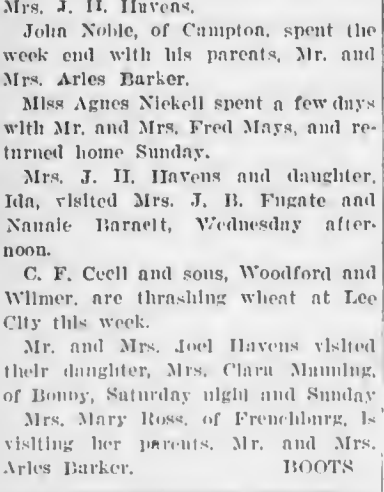 Mrs. J. H. Havens.
John Noble, of Campton, spent the
week end with his parents, Mr. and
Mrs. Arles Barker.
Miss Agnes Nickell spent a few days
with Mr. and Mrs. Fred Mays, and re-
turned home Sunday.
Mrs. J. H. Havens and daughter,
Ida, visited Mrs. J. B. Fugate and
Nannie Barnett, Wednesday after-
noon.
C. F. Cecil and sons, Woodford and
Wilmer, are thrashing wheat at Lee
City this week.
Mr. and Mrs. Joel Havens visited
their daughter, Mrs. Clara Manning,
of Bonny, Saturday night and Sunday
Mrs. Mary Ross, of Frenchburg, is
visiting her parents, Mr. and Mrs.
Arles Barker. BOOTS